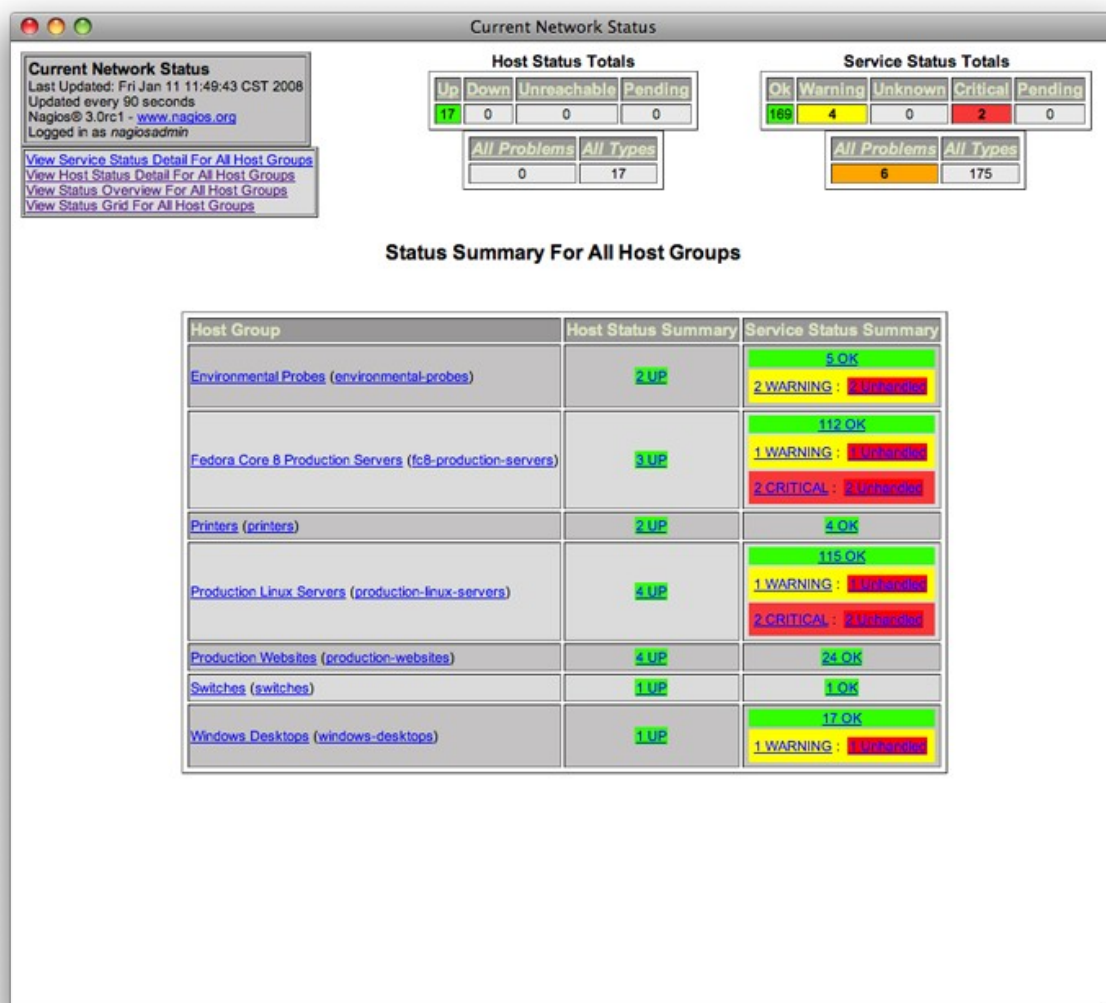 Current Network Status
Current Network Status
Last Updated: Fri Jan 11 11:49:43 CST 2008
Updated every 90 seconds
Nagios® 3.0rc1 - www.nagios.org
Logged in as nagiosadmin
View Service Status Detail For All Host Groups
View Host Status Detail For All Host Groups
View Status Overview For All Host Groups
View Status Grid For All Host Groups
Host Status Totals
Up Down Unreachable Pending
17 0 0 0
All Problems All Types
0 17
Service Status Totals
Ok Warning Unknown Critical Pending
169 4 0 2 0
All Problems All Types
6 175
Status Summary For All Host Groups
Host Group Host Status Summary Service Status Summary
Environmental Probes (environmental-probes) 2 UP 5 OK
2 WARNING : 2 Unhandled
Fedora Core 8 Production Servers (fc8-production-servers) 3 UP 112 OK
1 WARNING : 1 Unhandled
2 CRITICAL : 2 Unhandled
Printers (printers) 2 UP 4 OK
Production Linux Servers (production-linux-servers) 4 UP 115 OK
1 WARNING : 1 Unhandled
2 CRITICAL : 2 Unhandled
Production Websites (production-websites) 4 UP 24 OK
Switches (switches) 1 UP 1 OK
Windows Desktops (windows-desktops) 1 UP 17 OK
1 WARNING : 1 Unhandled